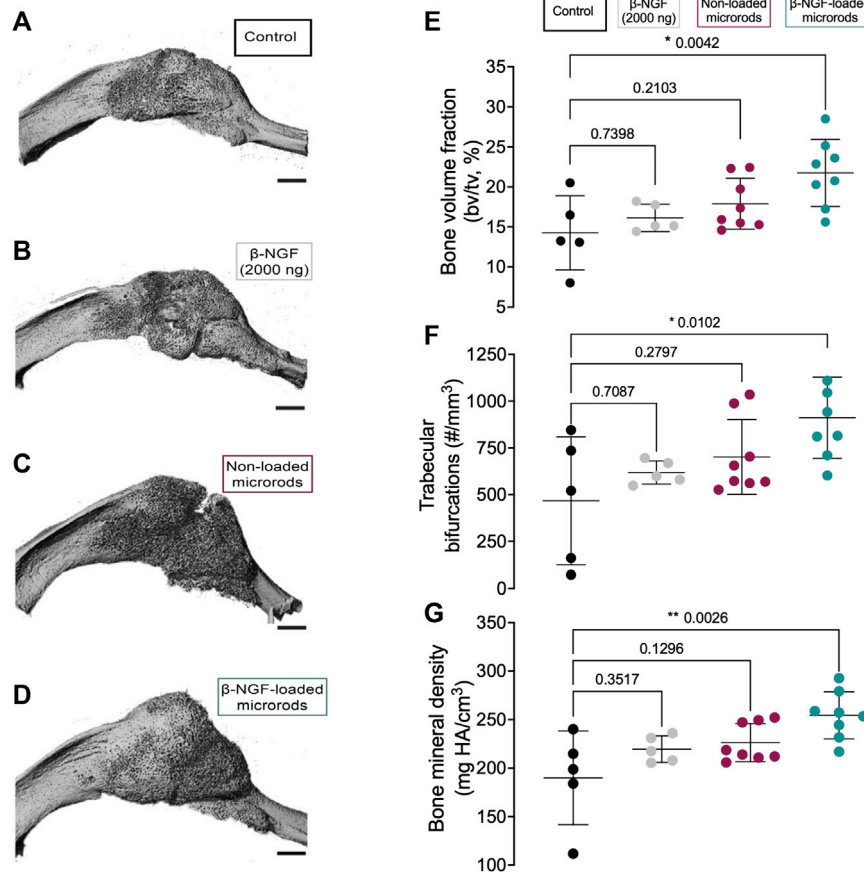 A
Control
B
β-NGF
(2000 ng)
C
Non-loaded
microrods
D
β-NGF-loaded
microrods
Control
β-NGF
(2000 ng)
Non-loaded
microrods
β-NGF-loaded
microrods
E
* 0.0042
0.2103
0.7398
Bone volume fraction
(bv/tv, %)
35
30
25
20
15
10
5
F
* 0.0102
0.2797
0.7087
Trabecular
bifurcations (#/mm³)
1250
1000
750
500
250
0
G
** 0.0026
0.1296
0.3517
Bone mineral density
(mg HA/cm³)
350
300
250
200
150
100